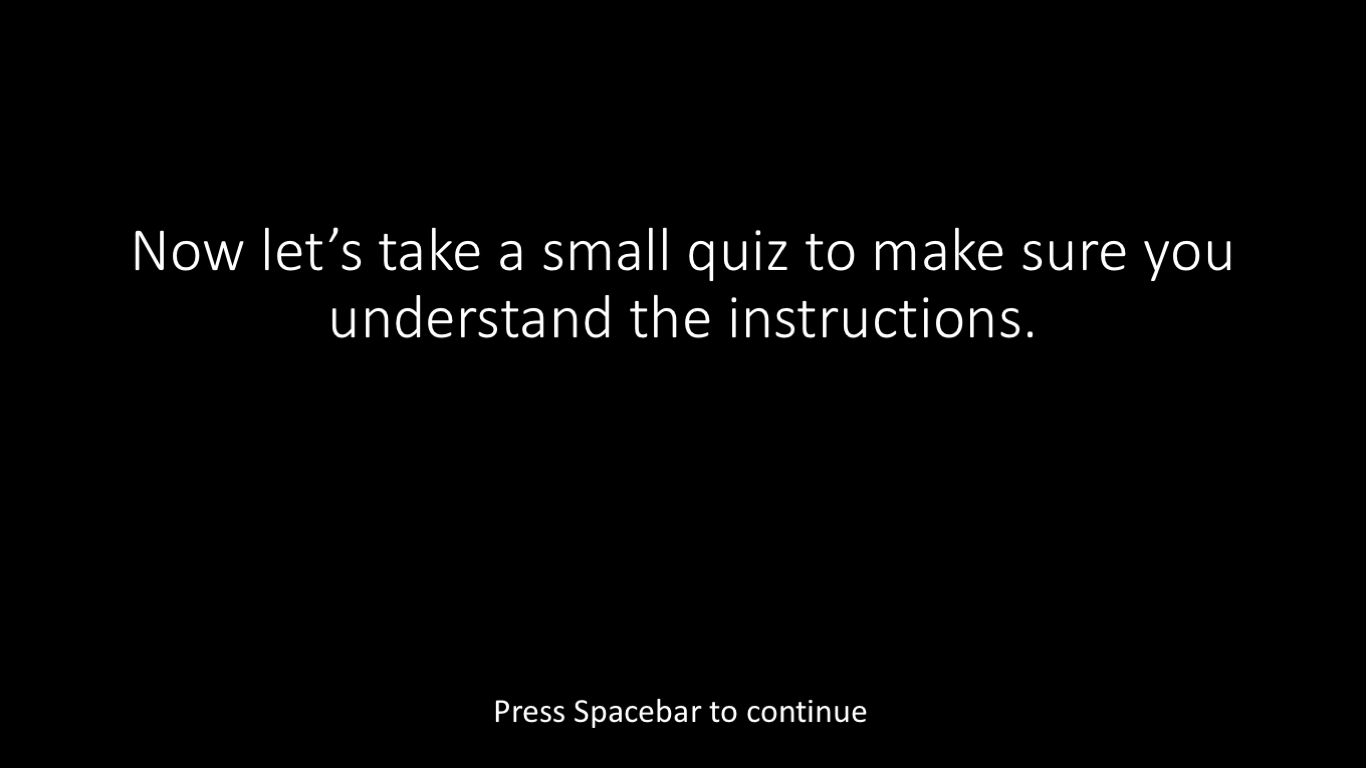 Now let’s take a small quiz to make sure you
understand the instructions.
Press Spacebar to continue